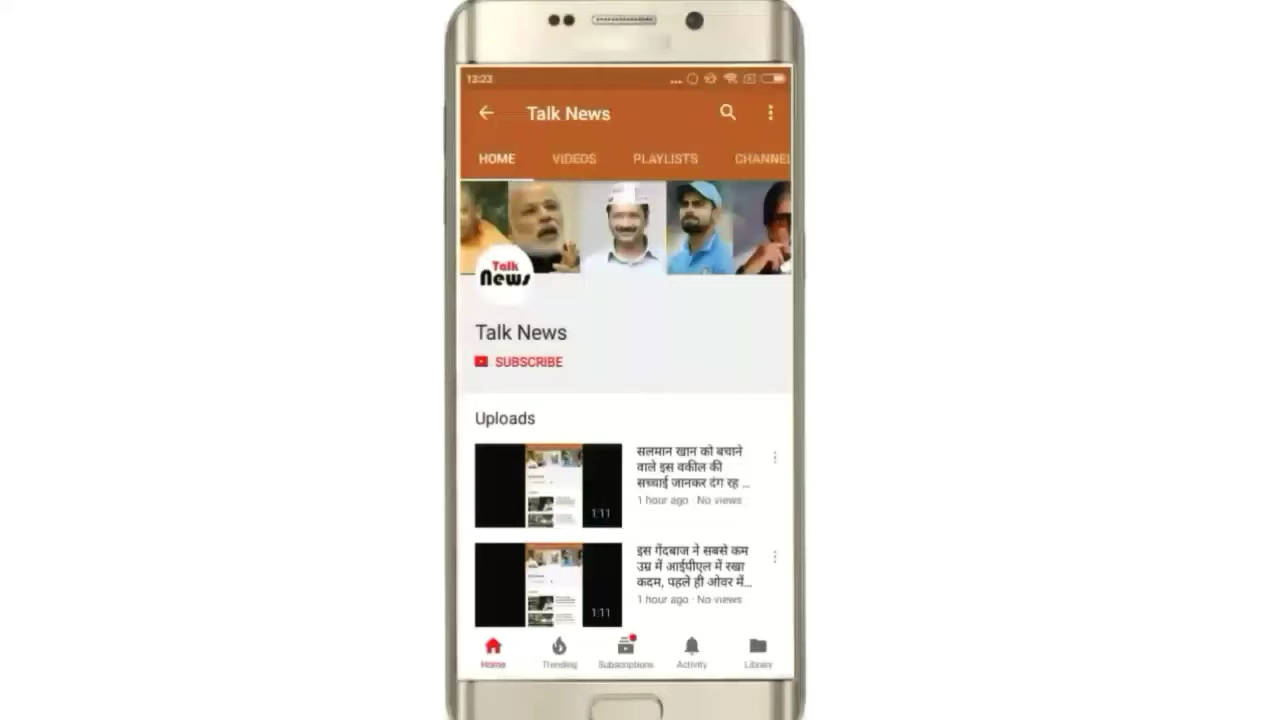 13:23
Talk News
HOME VIDEOS PLAYLISTS CHANNEL
Talk
News
Talk News
SUBSCRIBE
Uploads
सलमान खान को बचाने
वाले इस वकील की
सच्चाई जानकर दंग रह ...
1 hour ago · No views
1:11
इस गेंदबाज ने सबसे कम
उम्र में आईपीएल में रखा
कदम, पहले ही ओवर में...
1 hour ago · No views
1:11
Home Trending Subscriptions Activity Library